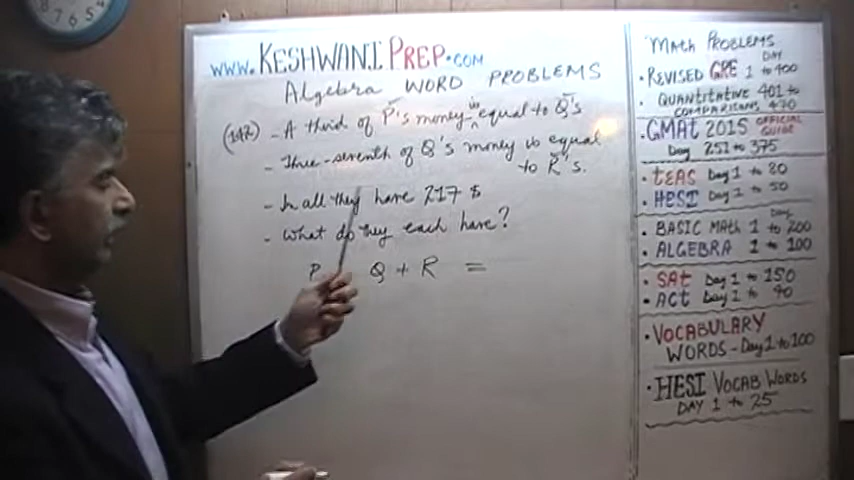 WWW.KESHWANI PREP.COM
Algebra WORD PROBLEMS
(142) - A third of P's money is equal to Q's
- Three-seventh of Q's money is equal
to R's.
- In all they have 217 $
- What do they each have?
P Q + R =
Math Problems
DAY
• REVISED GRE 1 to 400
• QUANTITATIVE 401 to
COMPARISONS 470
• GMAT 2015 OFFICIAL GUIDE
Day 251 to 375
• TEAS Day 1 to 80
• HESI Day 1 to 50
Day
• BASIC MATH 1 to 200
• ALGEBRA 1 to 100
• SAt Day 1 to 150
• ACT Day 1 to 90
• VOCABULARY
WORDS - Day 1 to 100
• HESI VOCAB WORDS
DAY 1 to 25